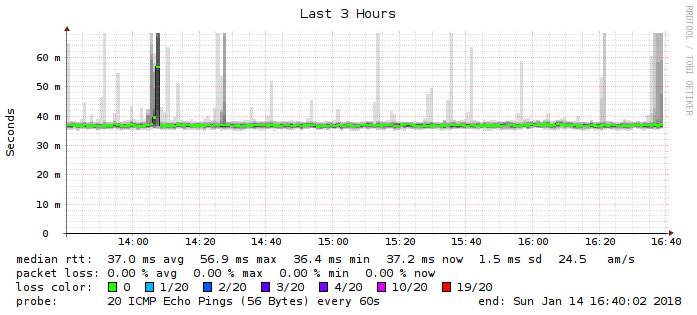 Last 3 Hours
RRDTOOL / TOBI OETIKER
Seconds
60 m
50 m
40 m
30 m
20 m
10 m
0
14:00 14:20 14:40 15:00 15:20 15:40 16:00 16:20 16:40
median rtt: 37.0 ms avg 56.9 ms max 36.4 ms min 37.2 ms now 1.5 ms sd 24.5 am/s
packet loss: 0.00 % avg 0.00 % max 0.00 % min 0.00 % now
loss color: 0 1/20 2/20 3/20 4/20 10/20 19/20
probe: 20 ICMP Echo Pings (56 Bytes) every 60s end: Sun Jan 14 16:40:02 2018